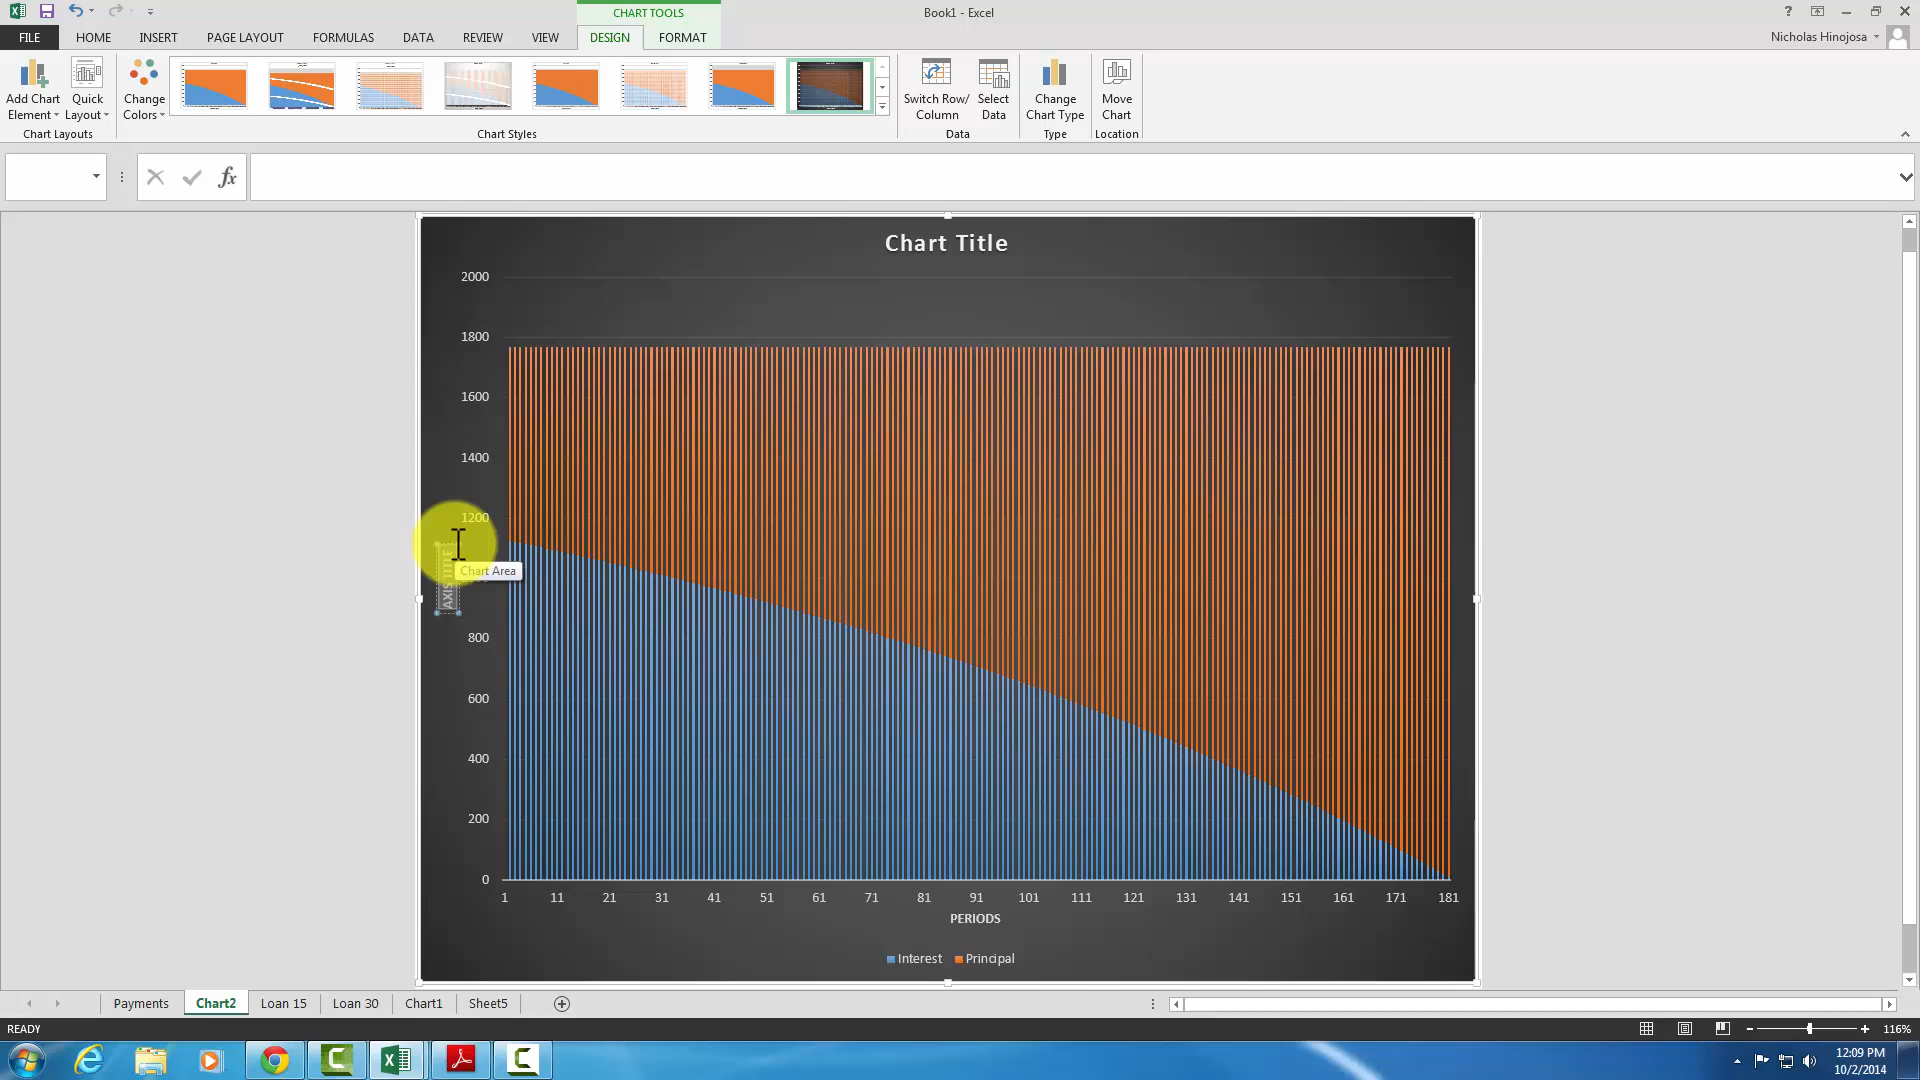 CHART TOOLS
Book1 - Excel
FILE
HOME
INSERT
PAGE LAYOUT
FORMULAS
DATA
REVIEW
VIEW
DESIGN
FORMAT
Nicholas Hinojosa
Add Chart
Element
Quick
Layout
Change
Colors
Switch Row/
Column
Select
Data
Change
Chart Type
Move
Chart
Chart Layouts
Chart Styles
Data
Type
Location
fx
Chart Title
2000
1800
1600
1400
1200
800
600
400
200
0
AXIS TITLE
Chart Area
1 11 21 31 41 51 61 71 81 91 101 111 121 131 141 151 161 171 181
PERIODS
Interest Principal
Payments
Chart2
Loan 15
Loan 30
Chart1
Sheet5
READY
116%
12:09 PM
10/2/2014